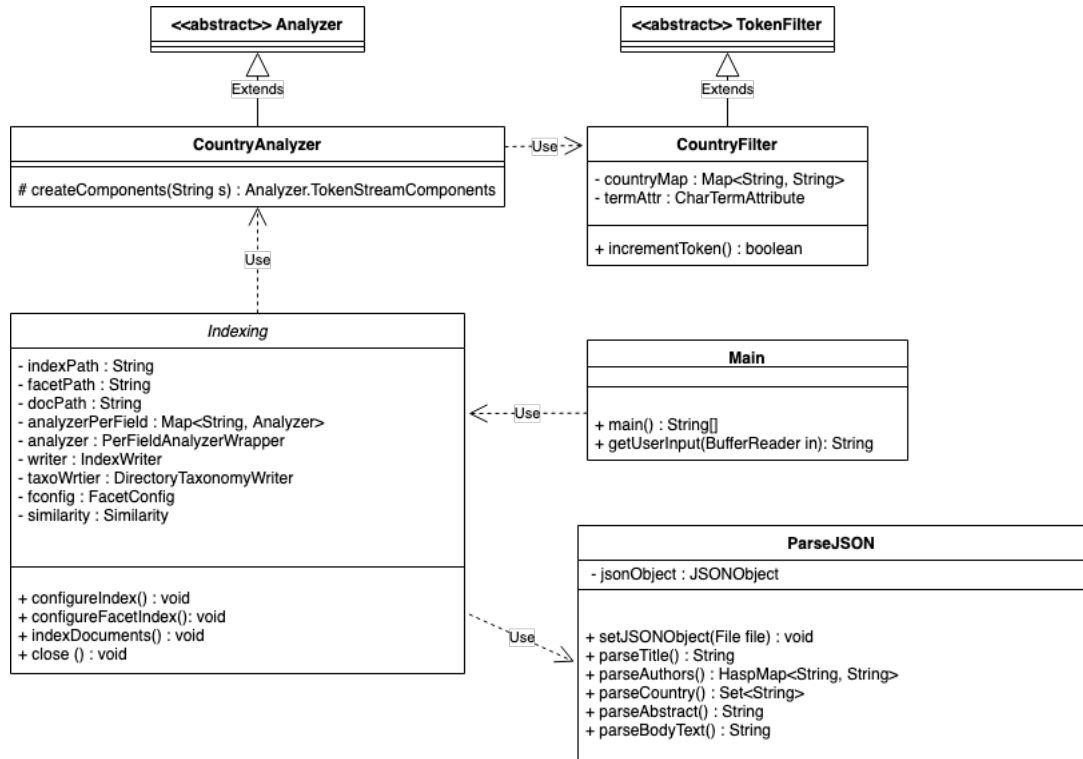 <<abstract>> Analyzer
<<abstract>> TokenFilter
Extends
Extends
CountryAnalyzer
# createComponents(String s) : Analyzer.TokenStreamComponents
Use
CountryFilter
- countryMap : Map<String, String>
- termAttr : CharTermAttribute
+ incrementToken() : boolean
Use
Indexing
- indexPath : String
- facetPath : String
- docPath : String
- analyzerPerField : Map<String, Analyzer>
- analyzer : PerFieldAnalyzerWrapper
- writer : IndexWriter
- taxoWrtier : DirectoryTaxonomyWriter
- fconfig : FacetConfig
- similarity : Similarity
+ configureIndex() : void
+ configureFacetIndex(): void
+ indexDocuments() : void
+ close () : void
Use
Main
+ main() : String[]
+ getUserInput(BufferReader in): String
Use
ParseJSON
- jsonObject : JSONObject
+ setJSONObject(File file) : void
+ parseTitle() : String
+ parseAuthors() : HaspMap<String, String>
+ parseCountry() : Set<String>
+ parseAbstract() : String
+ parseBodyText() : String